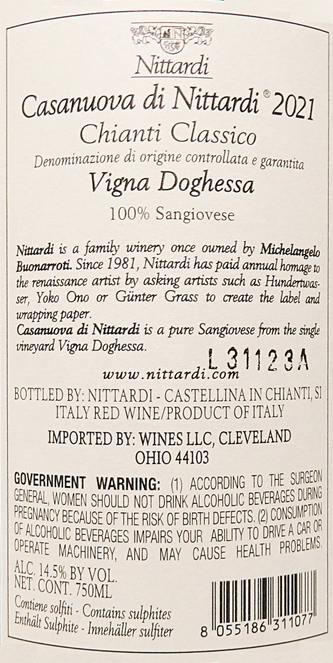 Nittardi
Casanuova di Nittardi® 2021
Chianti Classico
Denominazione di origine controllata e garantita
Vigna Doghessa
100% Sangiovese
Nittardi is a family winery once owned by Michelangelo
Buonarroti. Since 1981, Nittardi has paid annual homage to
the renaissance artist by asking artists such as Hundertwas-
ser, Yoko Ono or Günter Grass to create the label and
wrapping paper.
Casanuova di Nittardi is a pure Sangiovese from the single
vineyard Vigna Doghessa.
L31123A
www.nittardi.com
BOTTLED BY: NITTARDI - CASTELLINA IN CHIANTI, SI
ITALY RED WINE/PRODUCT OF ITALY
IMPORTED BY: WINES LLC, CLEVELAND
OHIO 44103
GOVERNMENT WARNING: (1) ACCORDING TO THE SURGEON
GENERAL, WOMEN SHOULD NOT DRINK ALCOHOLIC BEVERAGES DURING
PREGNANCY BECAUSE OF THE RISK OF BIRTH DEFECTS. (2) CONSUMPTION
OF ALCOHOLIC BEVERAGES IMPAIRS YOUR ABILITY TO DRIVE A CAR OR
OPERATE MACHINERY, AND MAY CAUSE HEALTH PROBLEMS.
ALC. 14.5% BY VOL.
NET. CONT. 750ML
Contiene solfiti - Contains sulphites
Enthält Sulphite - Innehåller sulfiter
8 055186 311077